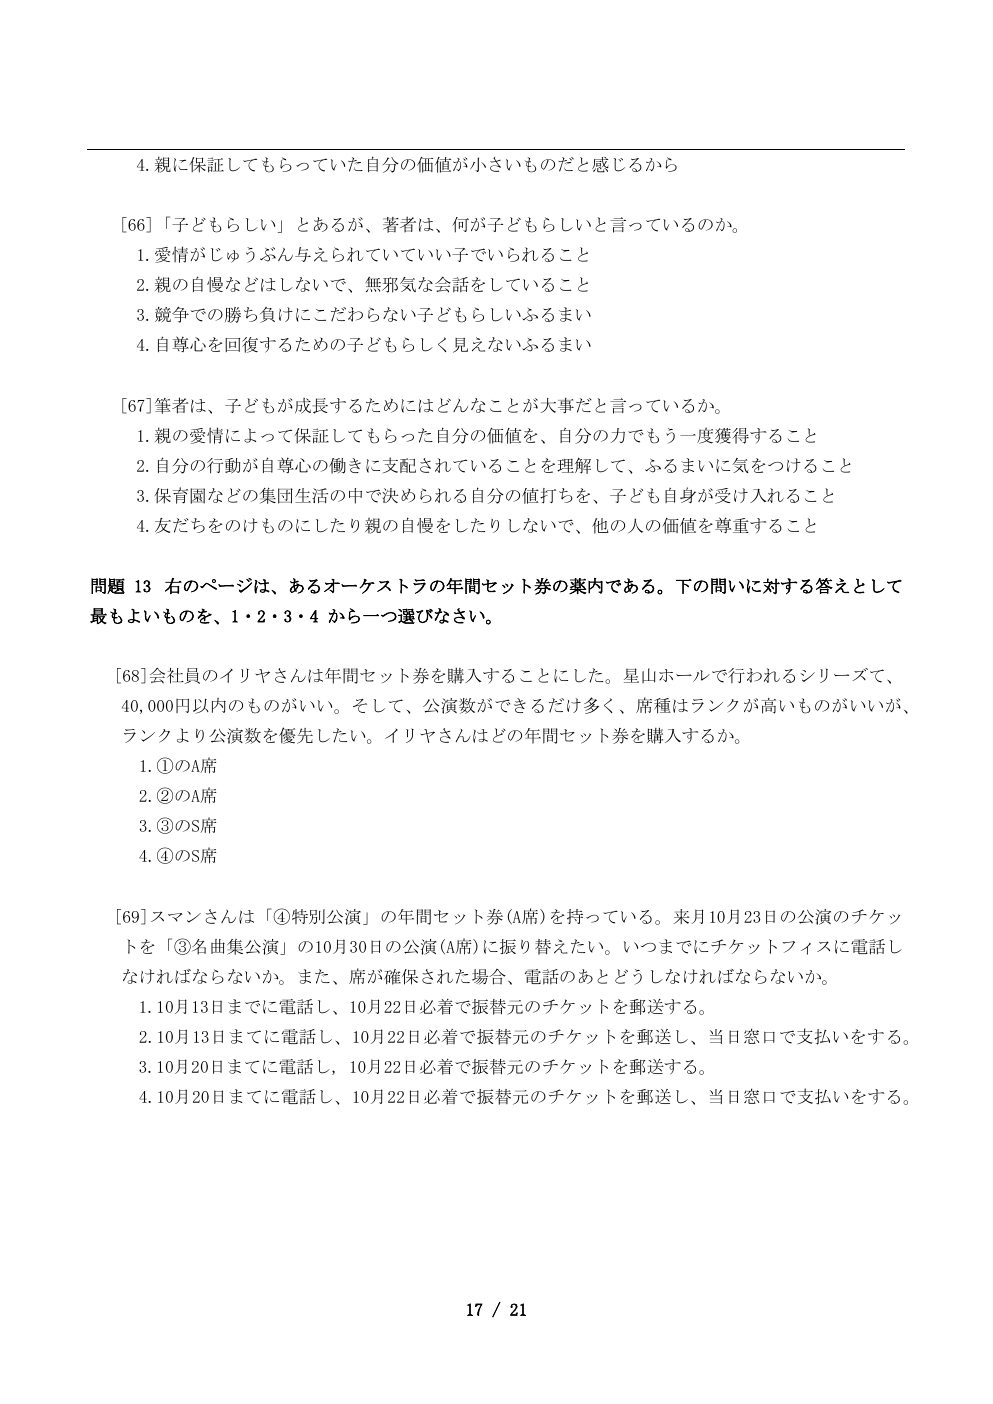 4.親に保証してもらっていた自分の価値が小さいものだと感じるから
[66]「子どもらしい」とあるが、著者は、何が子どもらしいと言っているのか。
1.愛情がじゅうぶん与えられていていい子でいられること
2.親の自慢などはしないで、無邪気な会話をしていること
3.競争での勝ち負けにこだわらない子どもらしいふるまい
4.自尊心を回復するための子どもらしく見えないふるまい
[67]筆者は、子どもが成長するためにはどんなことが大事だと言っているか。
1.親の愛情によって保証してもらった自分の価値を、自分の力でもう一度獲得すること
2.自分の行動が自尊心の働きに支配されていることを理解して、ふるまいに気をつけること
3.保育園などの集団生活の中で決められる自分の値打ちを、子ども自身が受け入れること
4.友だちをのけものにしたり親の自慢をしたりしないで、他の人の価値を尊重すること
問題 13 右のページは、あるオーケストラの年間セット券の薬内である。下の問いに対する答えとして
最もよいものを、1・2・3・4 から一つ選びなさい。
[68]会社員のイリヤさんは年間セット券を購入することにした。星山ホールで行われるシリーズて、
40,000円以内のものがいい。そして、公演数ができるだけ多く、席種はランクが高いものがいいが、
ランクより公演数を優先したい。イリヤさんはどの年間セット券を購入するか。
1.①のA席
2.②のA席
3.③のS席
4.④のS席
[69]スマンさんは「④特別公演」の年間セット券(A席)を持っている。来月10月23日の公演のチケッ
トを「③名曲集公演」の10月30日の公演(A席)に振り替えたい。いつまでにチケットフィスに電話し
なければならないか。また、席が確保された場合、電話のあとどうしなければならないか。
1.10月13日までに電話し、10月22日必着で振替元のチケットを郵送する。
2.10月13日まてに電話し、10月22日必着で振替元のチケットを郵送し、当日窓口で支払いをする。
3.10月20日まてに電話し, 10月22日必着で振替元のチケットを郵送する。
4.10月20日まてに電話し、10月22日必着で振替元のチケットを郵送し、当日窓口で支払いをする。
17 / 21